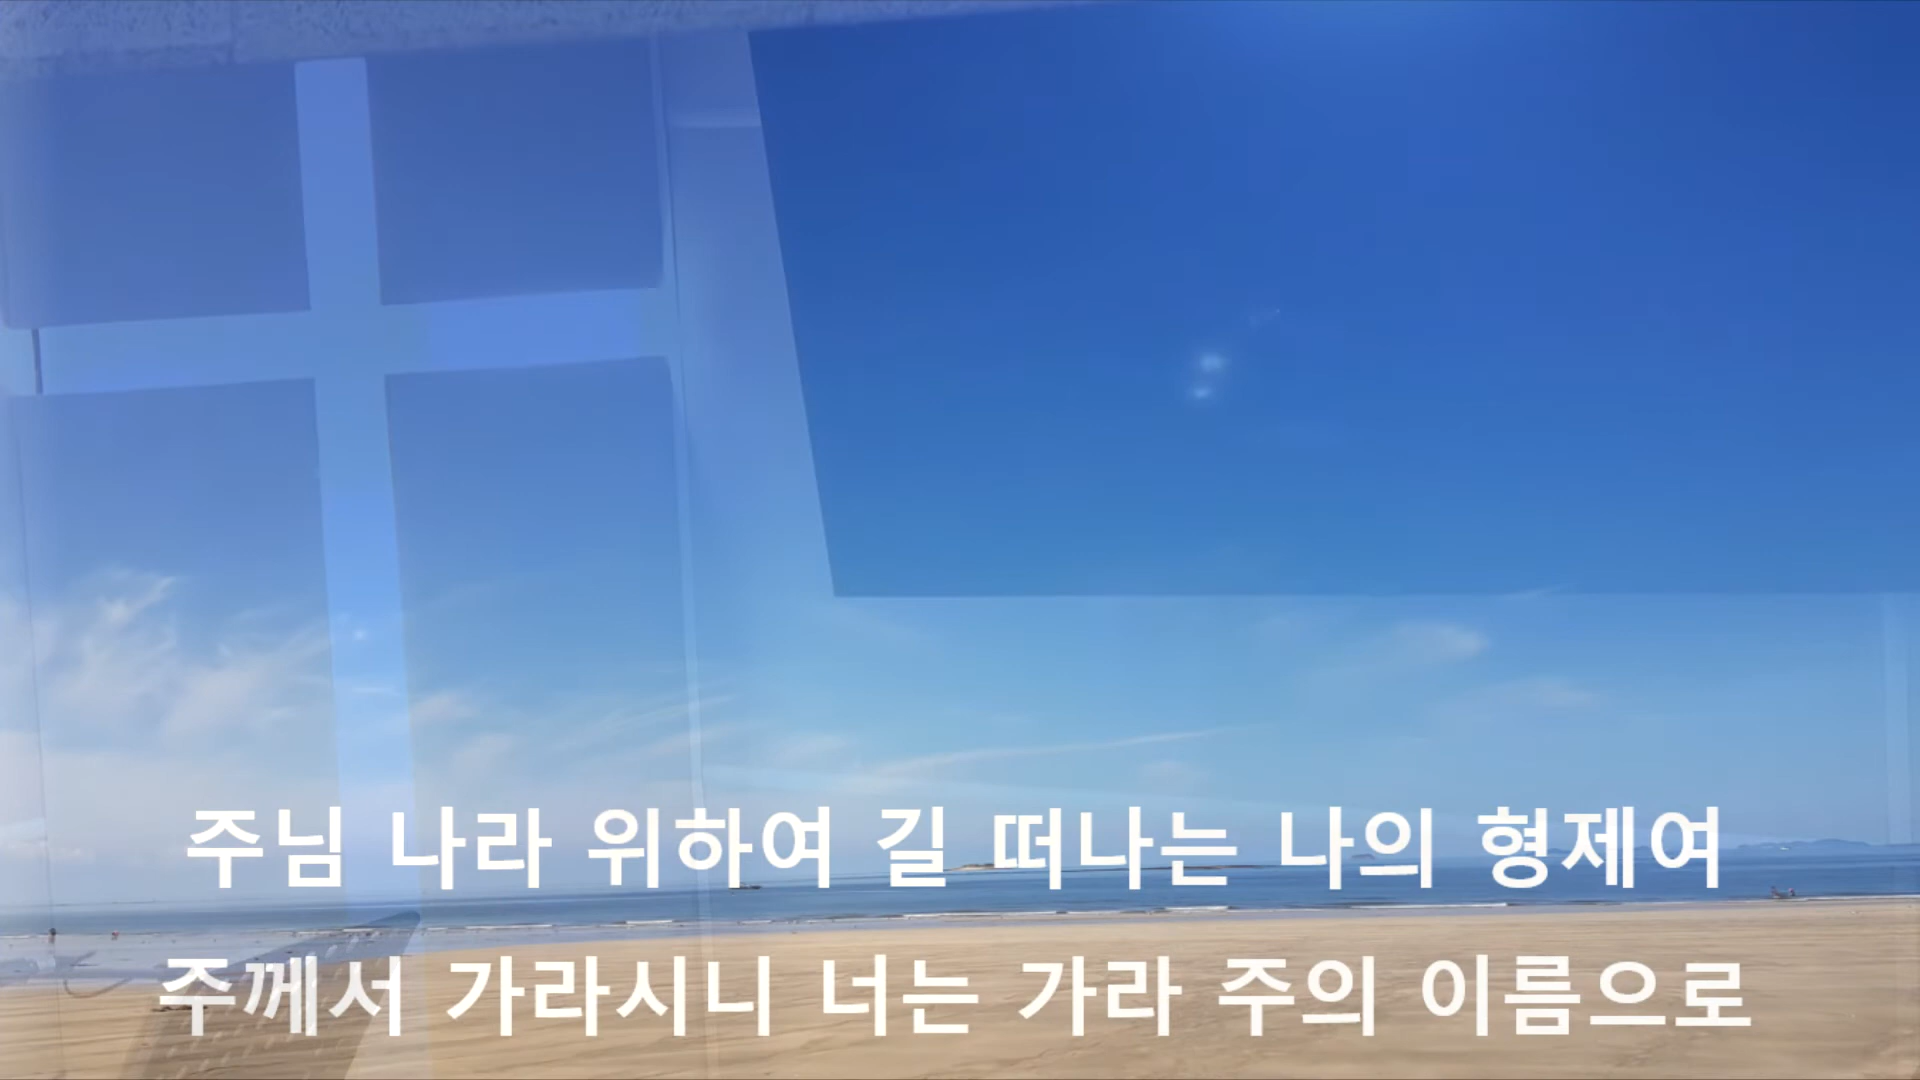 주님 나라 위하여 길 떠나는 나의 형제여
주께서 가라시니 너는 가라 주의 이름으로